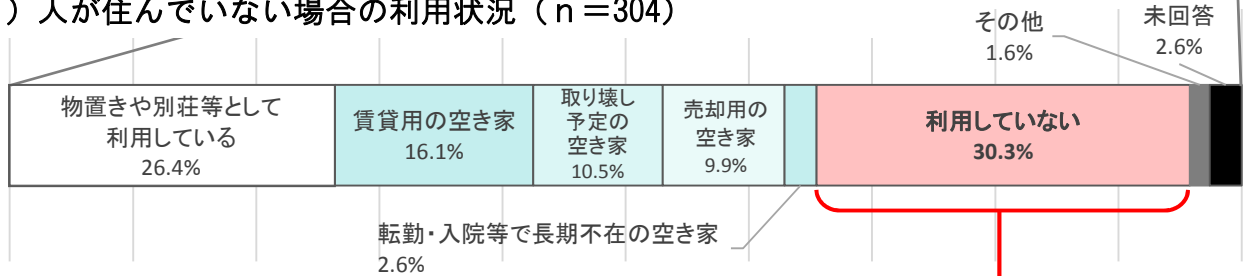 ）人が住んでいない場合の利用状況（ｎ＝304）
その他
1.6%
未回答
2.6%
物置きや別荘等として
利用している
26.4%
賃貸用の空き家
16.1%
取り壊し
予定の
空き家
10.5%
売却用の
空き家
9.9%
利用していない
30.3%
転勤・入院等で長期不在の空き家
2.6%